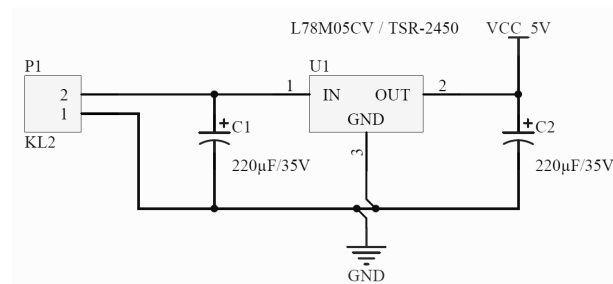 L78M05CV / TSR-2450 VCC_5V
P1 U1
1 2
2 IN OUT
1 GND
+C1 +C2
KL2
3
220µF/35V 220µF/35V
GND